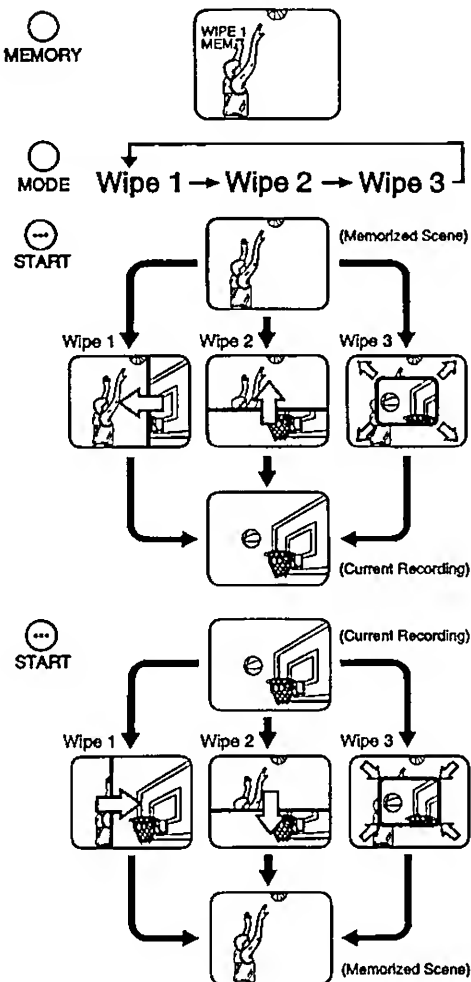 WIPE 1
MEM.
MEMORY
MODE Wipe 1 → Wipe 2 → Wipe 3
START
(Memorized Scene)
Wipe 1 Wipe 2 Wipe 3
(Current Recording)
START
(Current Recording)
Wipe 1 Wipe 2 Wipe 3
(Memorized Scene)